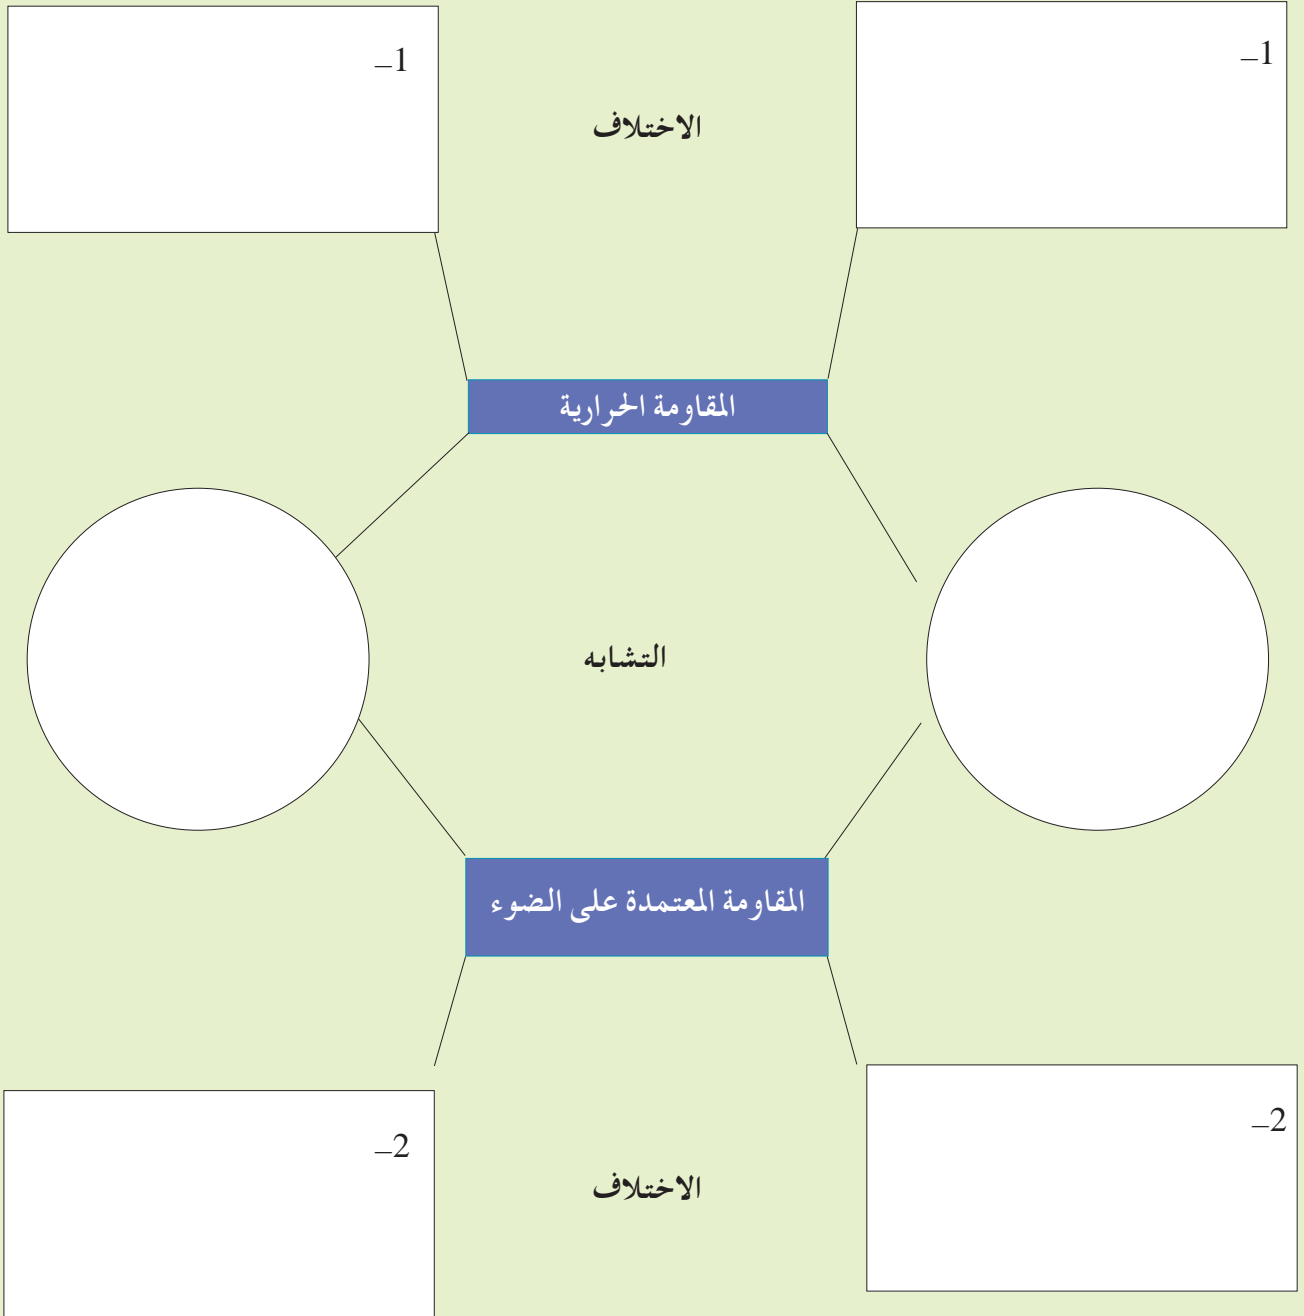 1–
1–
الاختلاف
المقاومة الحرارية
التشابه
المقاومة المعتمدة على الضوء
2–
2–
الاختلاف